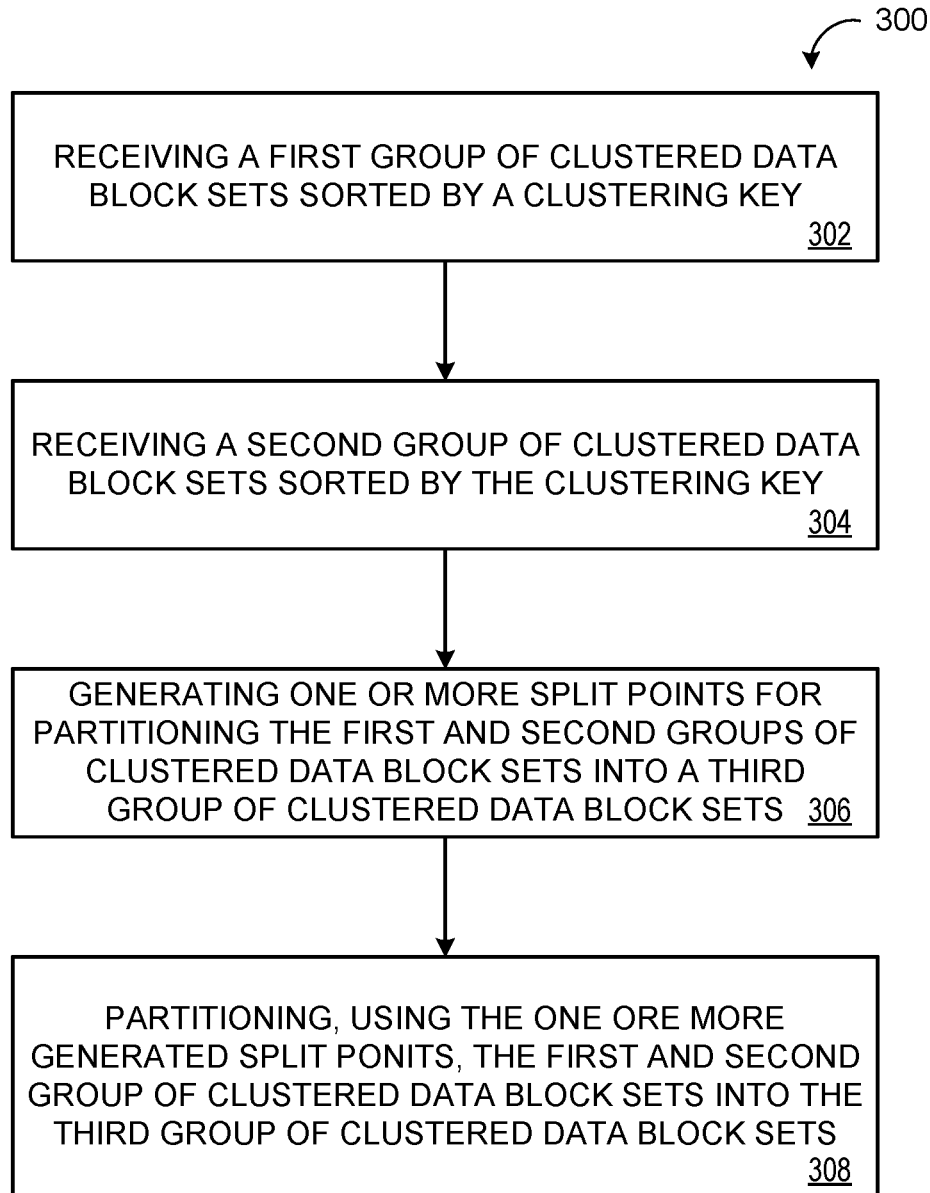 300
RECEIVING A FIRST GROUP OF CLUSTERED DATA
BLOCK SETS SORTED BY A CLUSTERING KEY
302
RECEIVING A SECOND GROUP OF CLUSTERED DATA
BLOCK SETS SORTED BY THE CLUSTERING KEY
304
GENERATING ONE OR MORE SPLIT POINTS FOR
PARTITIONING THE FIRST AND SECOND GROUPS OF
CLUSTERED DATA BLOCK SETS INTO A THIRD
GROUP OF CLUSTERED DATA BLOCK SETS 306
PARTITIONING, USING THE ONE ORE MORE
GENERATED SPLIT PONITS, THE FIRST AND SECOND
GROUP OF CLUSTERED DATA BLOCK SETS INTO THE
THIRD GROUP OF CLUSTERED DATA BLOCK SETS
308